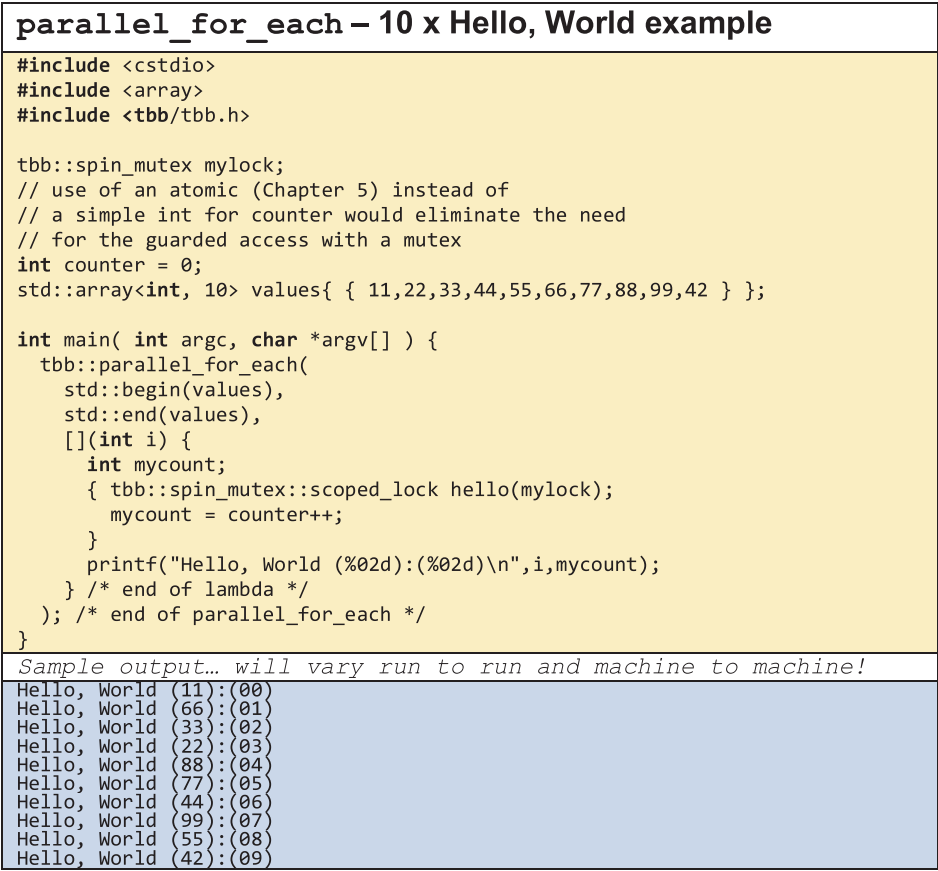 parallel_for_each – 10 x Hello, World example
#include <cstdio>
#include <array>
#include <tbb/tbb.h>

tbb::spin_mutex mylock;
// use of an atomic (Chapter 5) instead of
// a simple int for counter would eliminate the need
// for the guarded access with a mutex
int counter = 0;
std::array<int, 10> values{ { 11,22,33,44,55,66,77,88,99,42 } };

int main( int argc, char *argv[] ) {
  tbb::parallel_for_each(
    std::begin(values),
    std::end(values),
    [](int i) {
      int mycount;
      { tbb::spin_mutex::scoped_lock hello(mylock);
        mycount = counter++;
      }
      printf("Hello, World (%02d):(%02d)\n",i,mycount);
    } /* end of lambda */
  ); /* end of parallel_for_each */
}
Sample output… will vary run to run and machine to machine!
Hello, World (11):(00)
Hello, World (66):(01)
Hello, World (33):(02)
Hello, World (22):(03)
Hello, World (88):(04)
Hello, World (77):(05)
Hello, World (44):(06)
Hello, World (99):(07)
Hello, World (55):(08)
Hello, World (42):(09)